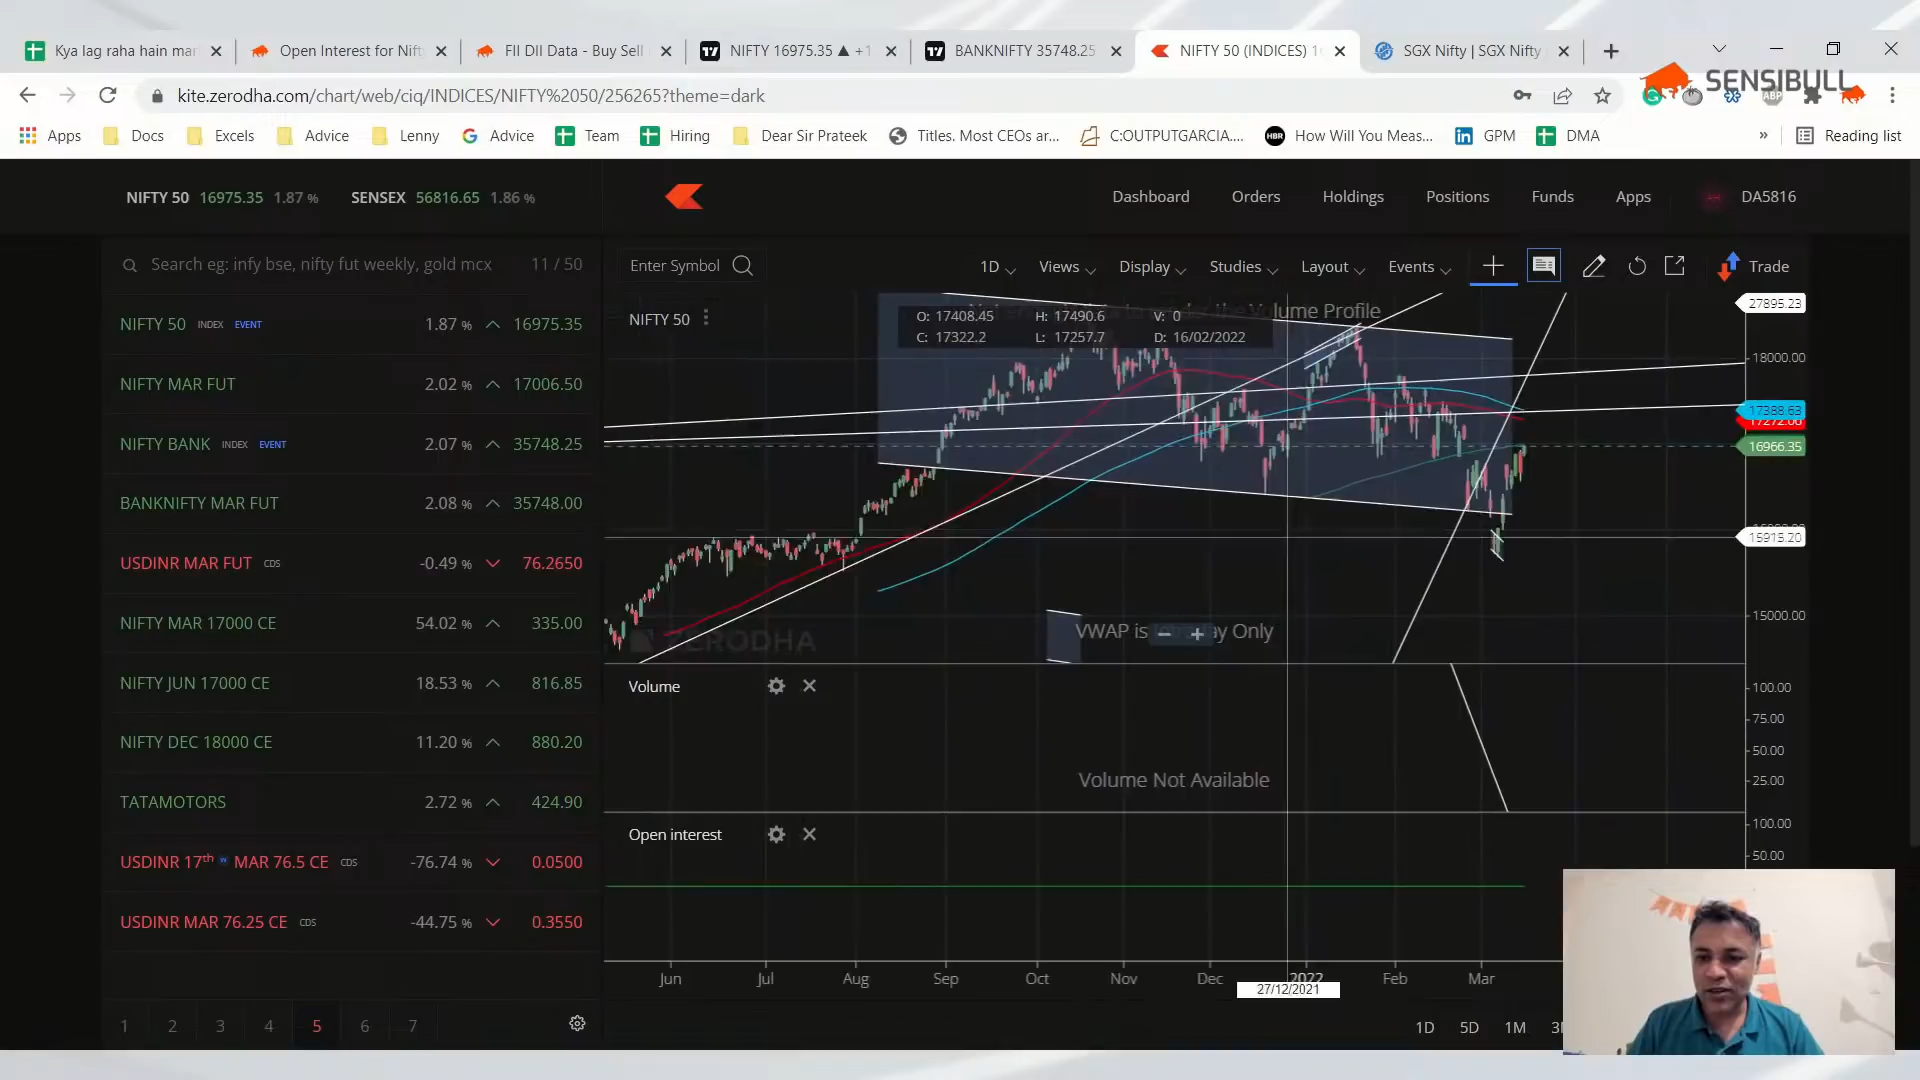 Kya lag raha hain mar
Open Interest for Nifty
FII DII Data - Buy Sell
NIFTY 16975.35 ▲ +1
BANKNIFTY 35748.25
NIFTY 50 (INDICES) 1
SGX Nifty | SGX Nifty
SENSIBULL
kite.zerodha.com/chart/web/ciq/INDICES/NIFTY%2050/256265?theme=dark
Apps
Docs
Excels
Advice
Lenny
Advice
Team
Hiring
Dear Sir Prateek
Titles. Most CEOs ar...
C:OUTPUTGARCIA....
HBR
How Will You Meas...
GPM
DMA
»
Reading list
NIFTY 50 16975.35 1.87 %
SENSEX 56816.65 1.86 %
Dashboard
Orders
Holdings
Positions
Funds
Apps
DA5816
Search eg: infy bse, nifty fut weekly, gold mcx 11 / 50
NIFTY 50 INDEX EVENT 1.87 % 16975.35
NIFTY MAR FUT 2.02 % 17006.50
NIFTY BANK INDEX EVENT 2.07 % 35748.25
BANKNIFTY MAR FUT 2.08 % 35748.00
USDINR MAR FUT CDS -0.49 % 76.2650
NIFTY MAR 17000 CE 54.02 % 335.00
NIFTY JUN 17000 CE 18.53 % 816.85
NIFTY DEC 18000 CE 11.20 % 880.20
TATAMOTORS 2.72 % 424.90
USDINR 17th w MAR 76.5 CE CDS -76.74 % 0.0500
USDINR MAR 76.25 CE CDS -44.75 % 0.3550
1 2 3 4 5 6 7
Enter Symbol
1D
Views
Display
Studies
Layout
Events
Trade
NIFTY 50
Volume Profile
O: 17408.45 H: 17490.6 V: 0
C: 17322.2 L: 17257.7 D: 16/02/2022
27895.23
18000.00
17388.63
17272.06
16966.35
15915.20
15000.00
ZERODHA
VWAP is Intraday Only
Volume
100.00
75.00
50.00
25.00
Volume Not Available
Open interest
100.00
50.00
Jun Jul Aug Sep Oct Nov Dec 2022 Feb Mar
27/12/2021
1D 5D 1M